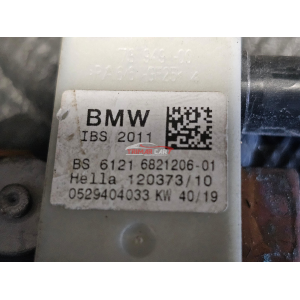 BMW
IBS 2011
BS 6121 6821206-01
Hella 120373/10
0529404033 KW 40/19